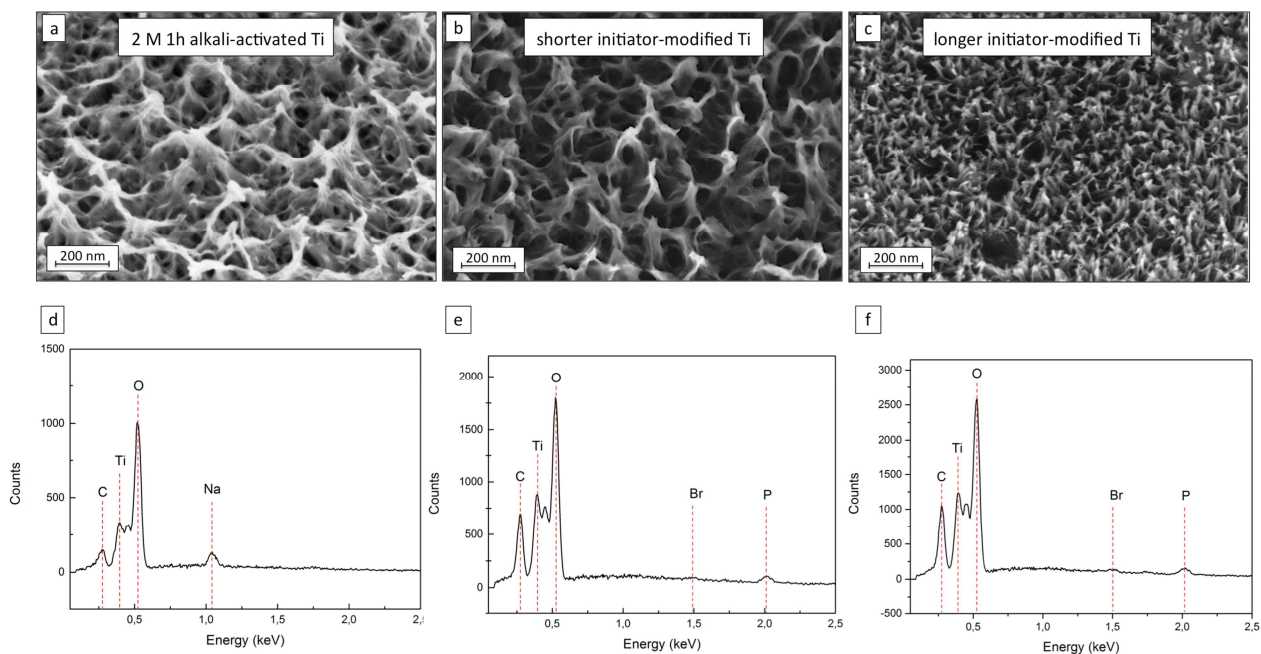 a
2 M 1h alkali-activated Ti
200 nm
b
shorter initiator-modified Ti
200 nm
c
longer initiator-modified Ti
200 nm
d
1500
1000
500
0
Counts
C
Ti
O
Na
0,5
1,0
1,5
2,0
2,
Energy (keV)
e
2000
1500
1000
500
0
Counts
C
Ti
O
Br
P
0,5
1,0
1,5
2,0
2,5
Energy (keV)
f
3000
2500
2000
1500
1000
500
0
-500
Counts
C
Ti
O
Br
P
0,5
1,0
1,5
2,0
2,5
Energy (keV)